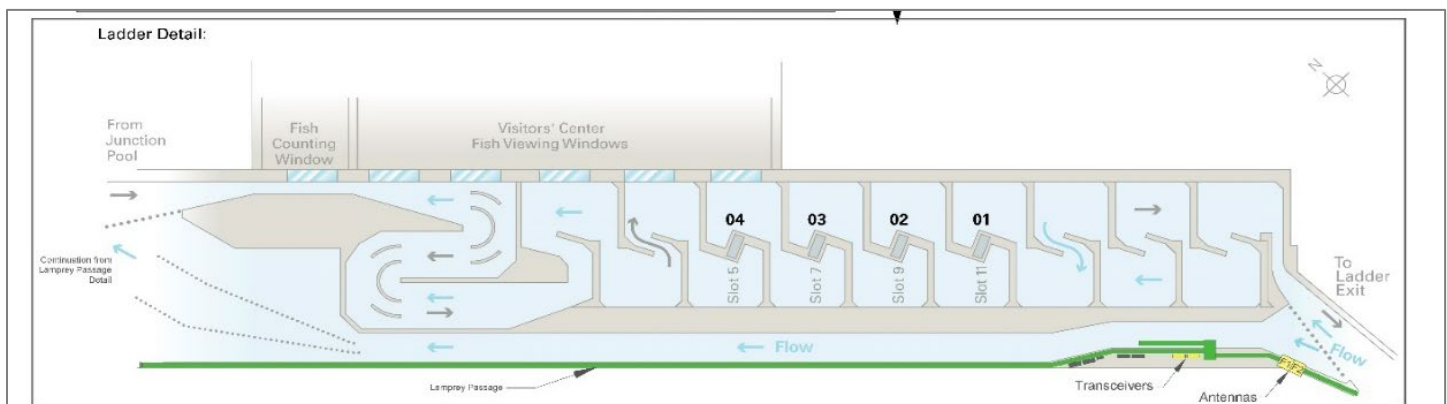 Ladder Detail:
N
From
Junction
Pool
Fish
Counting
Window
Visitors' Center
Fish Viewing Windows
04
03
02
01
Slot 5
Slot 7
Slot 9
Slot 11
Continuation from
Lamprey Passage
Detail
To
Ladder
Exit
Flow
Flow
Lamprey Passage
Transceivers
F1F2
Antennas